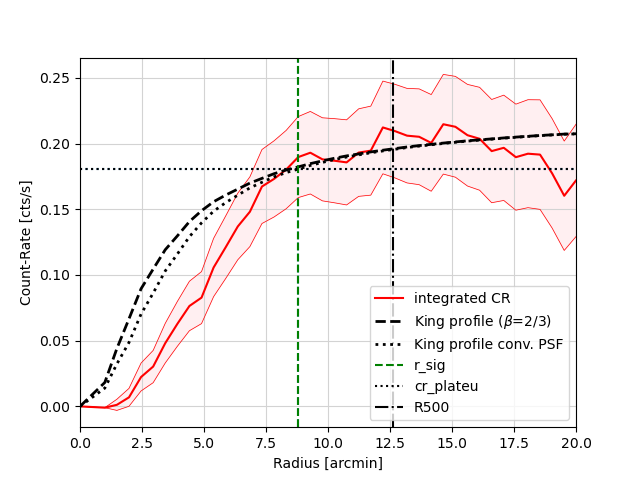 0.25
0.20
0.15
0.10
0.05
0.00
Count-Rate [cts/s]
integrated CR
King profile (β=2/3)
King profile conv. PSF
r_sig
cr_plateu
R500
0.0 2.5 5.0 7.5 10.0 12.5 15.0 17.5 20.0
Radius [arcmin]